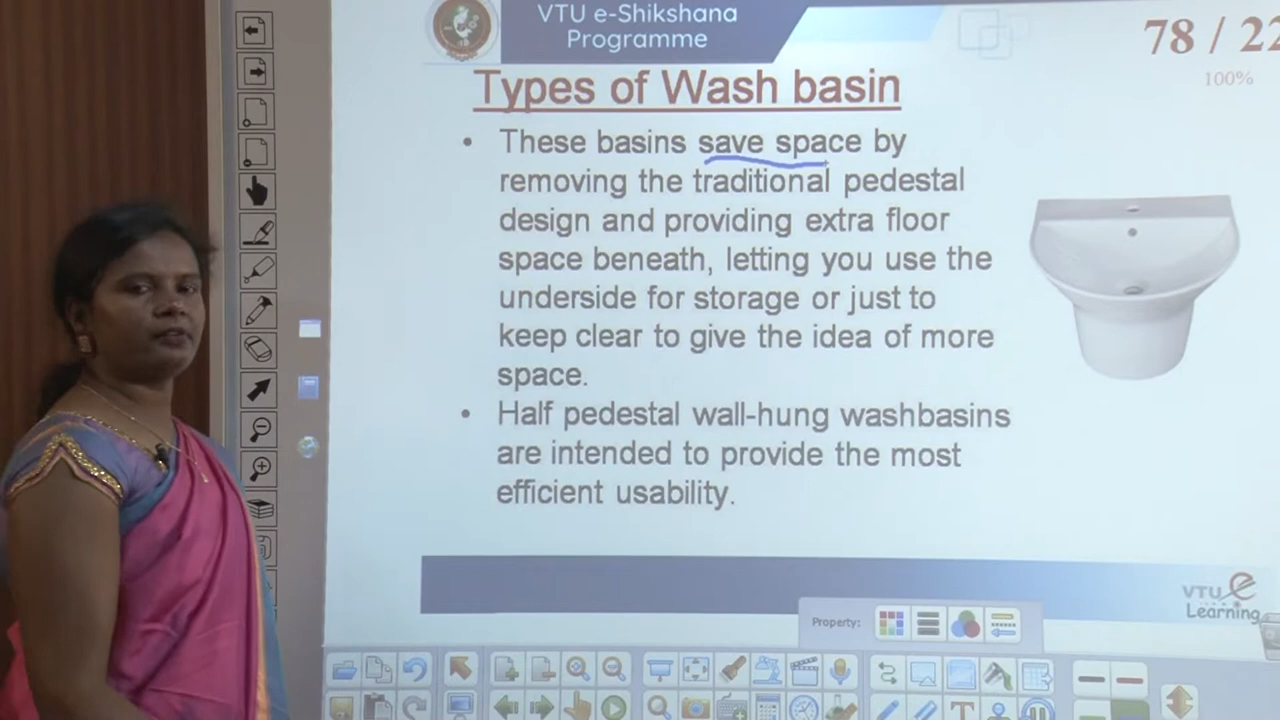 VTU e-Shikshana
Programme
78 / 22
100%
Types of Wash basin
• These basins save space by
removing the traditional pedestal
design and providing extra floor
space beneath, letting you use the
underside for storage or just to
keep clear to give the idea of more
space.
• Half pedestal wall-hung washbasins
are intended to provide the most
efficient usability.
VTU e
Learning
Property: